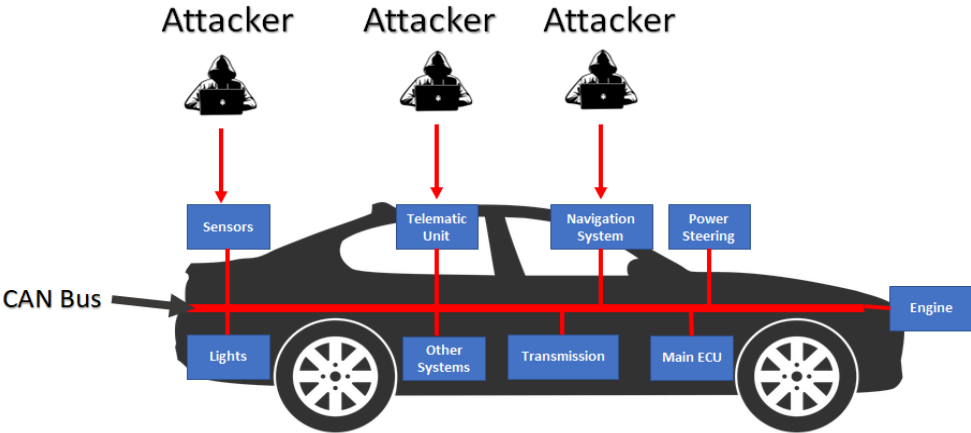 Attacker
Attacker
Attacker
Sensors
Telematic
Unit
Navigation
System
Power
Steering
CAN Bus
Engine
Lights
Other
Systems
Transmission
Main ECU